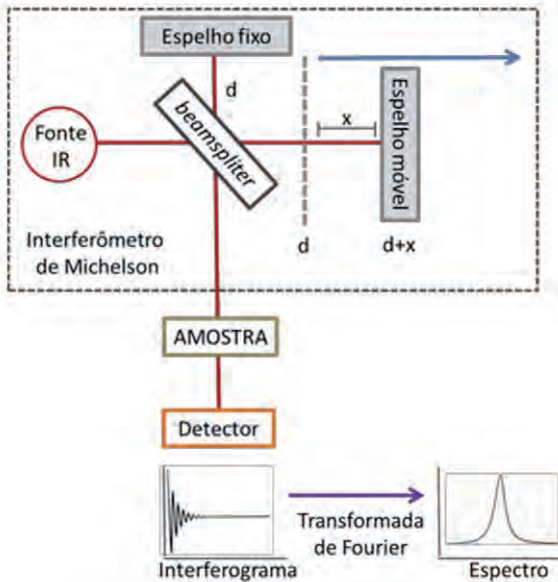 Espelho fixo
d
beamspliter
Fonte
IR
x
Espelho móvel
d
d+x
Interferômetro
de Michelson
AMOSTRA
Detector
Transformada
de Fourier
Interferograma
Espectro